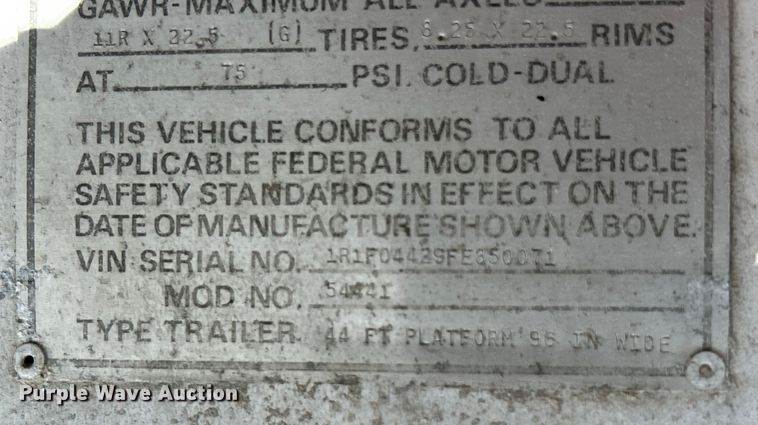 GAWR-MAXIMUM ALL AXLES
11R X 22.5 (G) TIRES, 8.25 X 22.5 RIMS
AT 75 PSI. COLD-DUAL
THIS VEHICLE CONFORMS TO ALL
APPLICABLE FEDERAL MOTOR VEHICLE
SAFETY STANDARDS IN EFFECT ON THE
DATE OF MANUFACTURE SHOWN ABOVE.
VIN SERIAL NO. 1R1F04429FE850071
MOD NO. 54441
TYPE TRAILER 44 FT PLATFORM 96 IN WIDE
Purple Wave Auction®